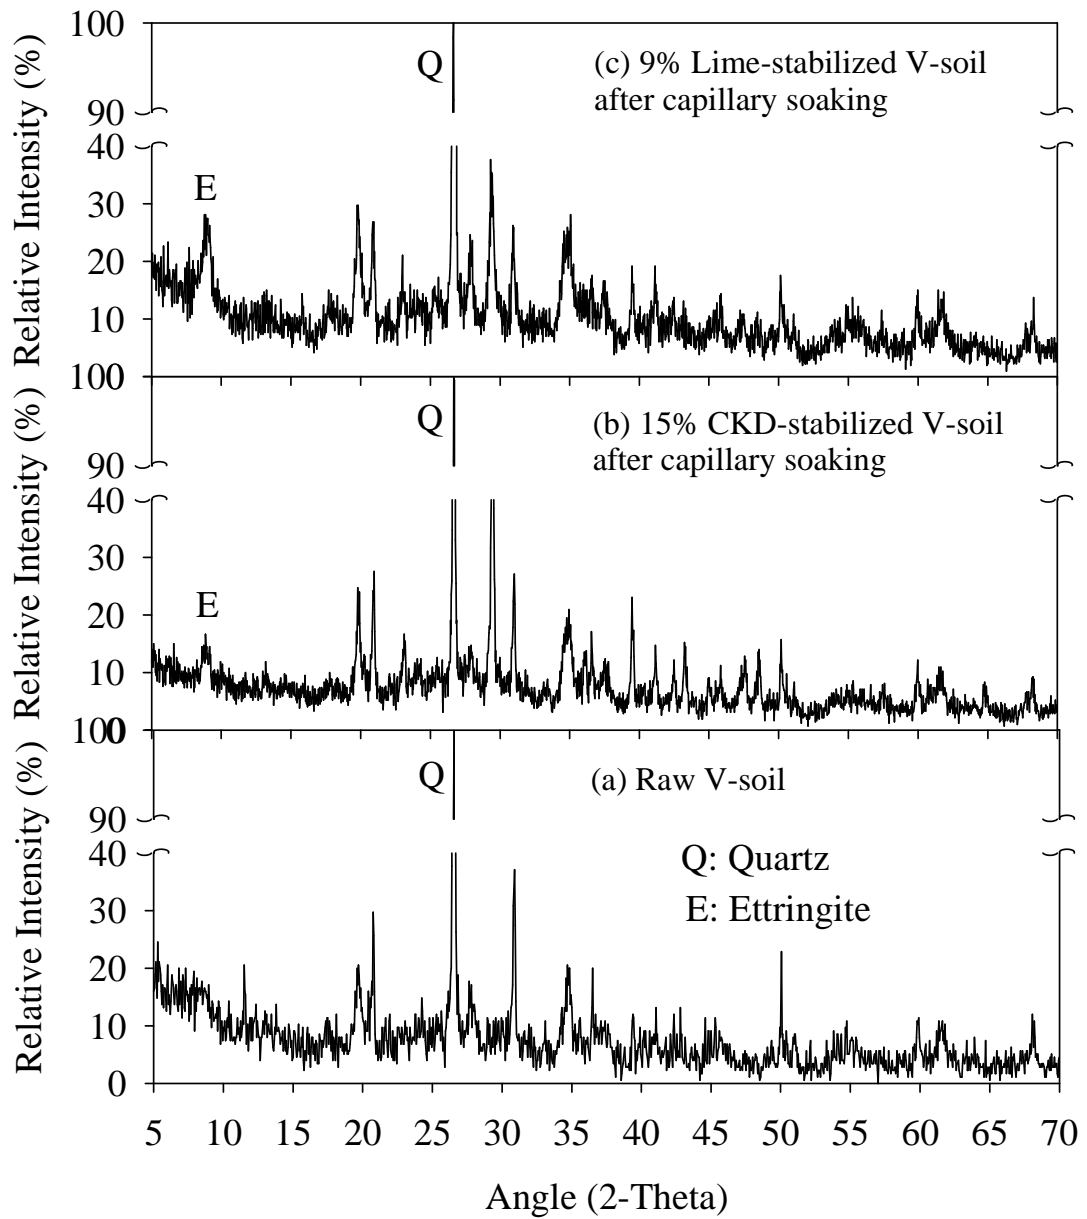 100
Q
(c) 9% Lime-stabilized V-soil
after capillary soaking
90
40
E
30
20
10
Relative Intensity (%)
100
0
Q
(b) 15% CKD-stabilized V-soil
after capillary soaking
90
40
E
30
20
10
Relative Intensity (%)
100
0
Q
(a) Raw V-soil
90
40
Q: Quartz
E: Ettringite
30
20
10
0
Relative Intensity (%)
5 10 15 20 25 30 35 40 45 50 55 60 65 70
Angle (2-Theta)